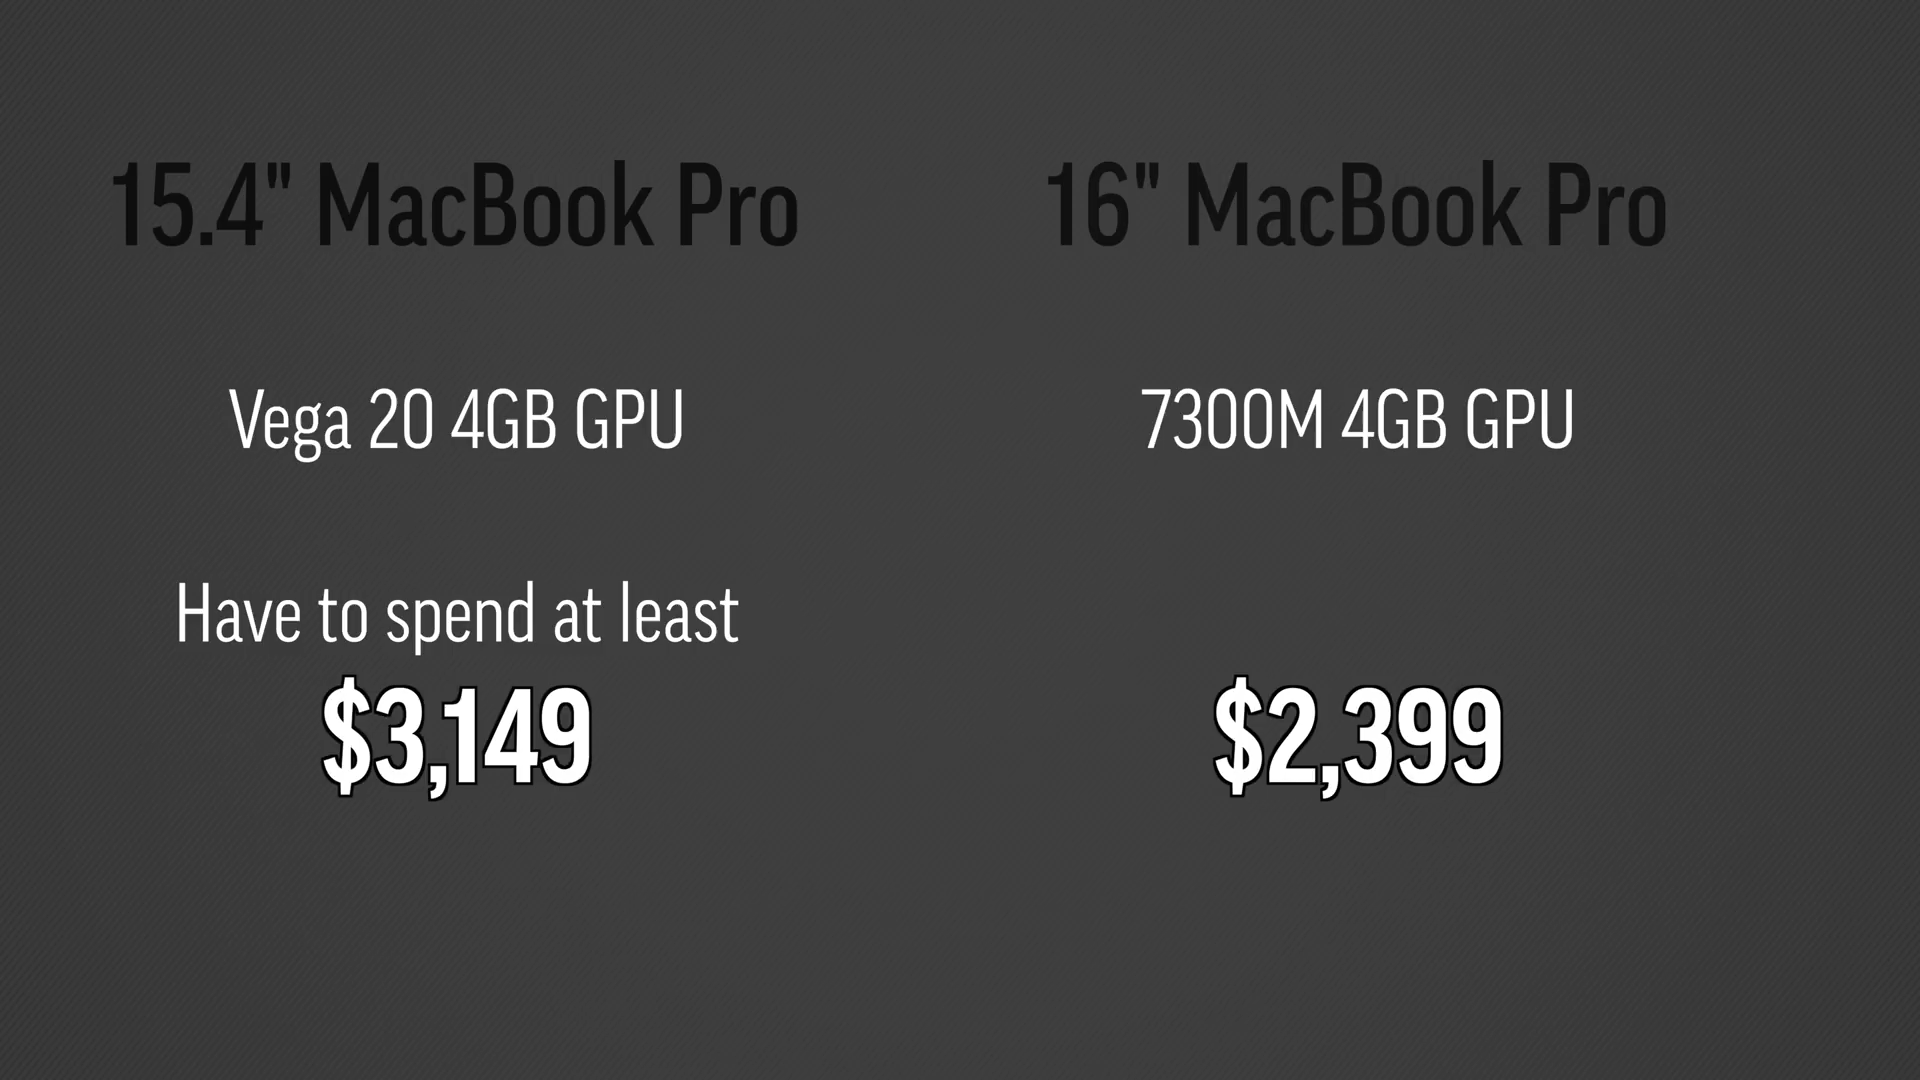 15.4" MacBook Pro
16" MacBook Pro
Vega 20 4GB GPU
7300M 4GB GPU
Have to spend at least
$3,149
$2,399